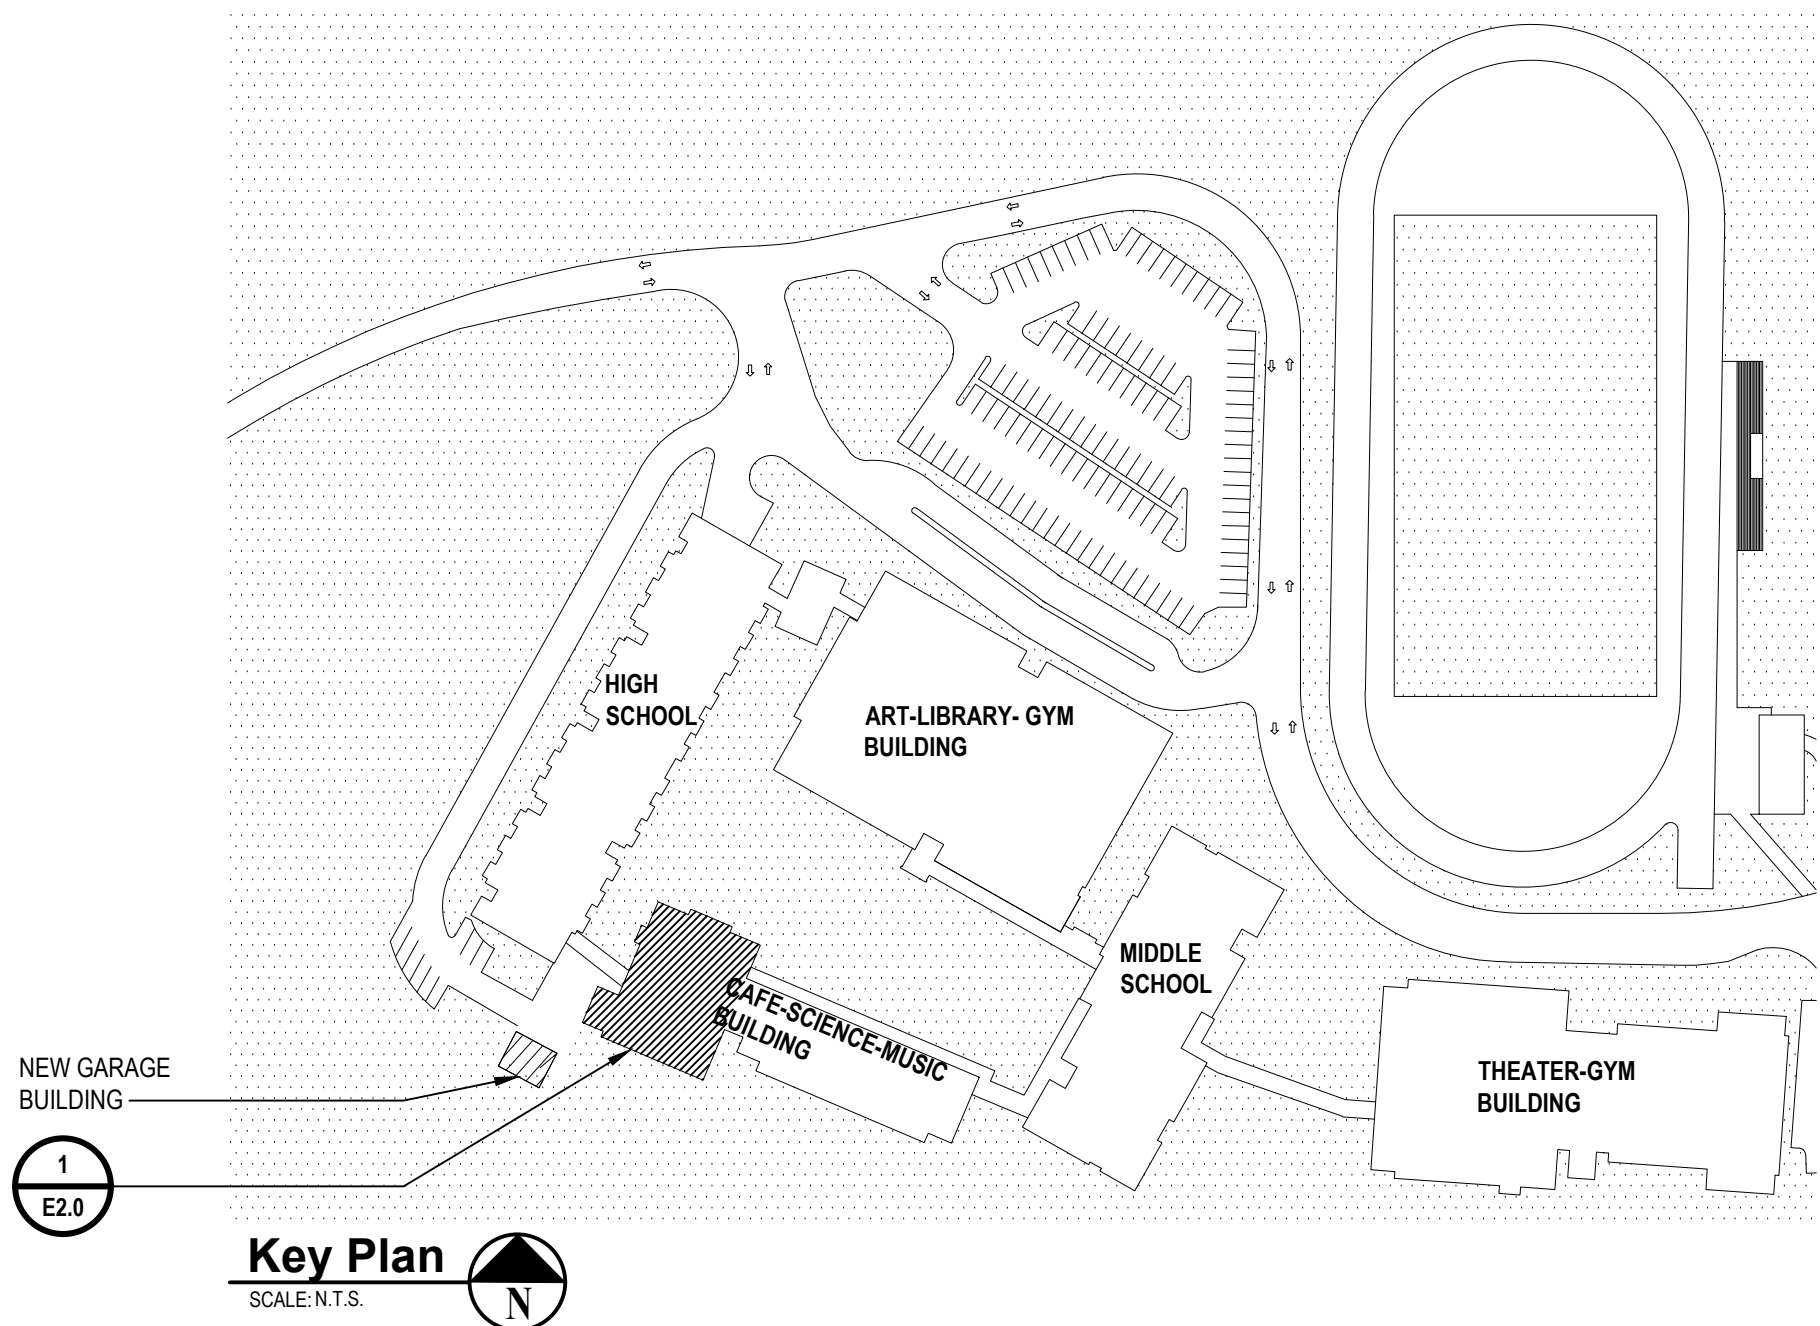 HIGH
SCHOOL
ART-LIBRARY- GYM
BUILDING
MIDDLE
SCHOOL
CAFE-SCIENCE-MUSIC
BUILDING
THEATER-GYM
BUILDING
NEW GARAGE
BUILDING
1
E2.0
Key Plan
SCALE: N.T.S.
N